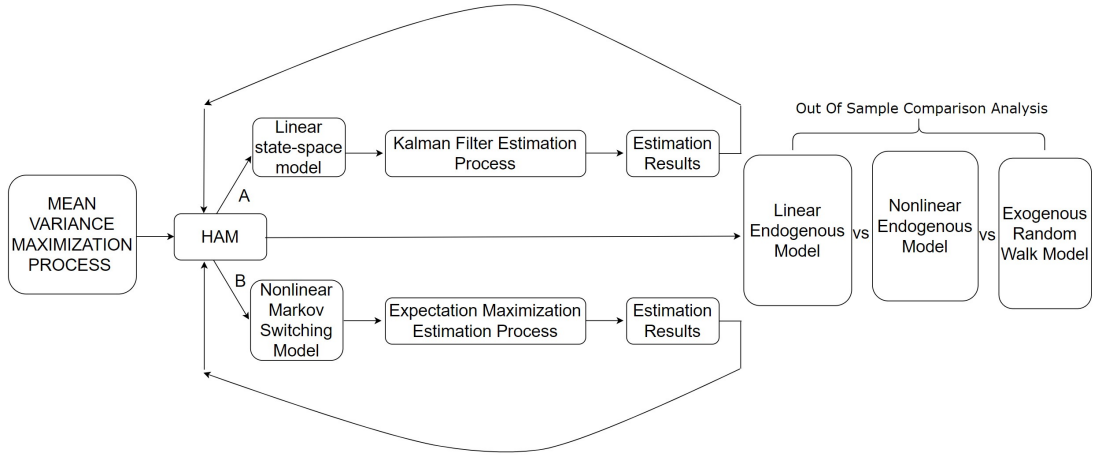 Out Of Sample Comparison Analysis
Linear
state-space
model
Kalman Filter Estimation
Process
Estimation
Results
A
MEAN
VARIANCE
MAXIMIZATION
PROCESS
HAM
Linear
Endogenous
Model
vs
Nonlinear
Endogenous
Model
vs
Exogenous
Random
Walk Model
B
Nonlinear
Markov
Switching
Model
Expectation Maximization
Estimation Process
Estimation
Results